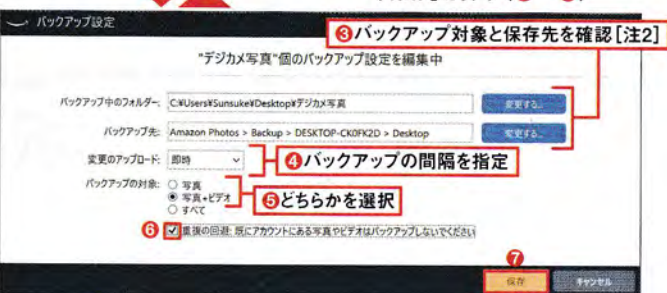 バックアップ設定
❸バックアップ対象と保存先を確認[注2]
"デジカメ写真"個のバックアップ設定を編集中
バックアップ中のフォルダー: C:¥Users¥Sunsuke¥Desktop¥デジカメ写真 変更する...
バックアップ先: Amazon Photos > Backup > DESKTOP-CK0FK2D > Desktop 変更する...
変更のアップロード: 即時 ❹バックアップの間隔を指定
バックアップの対象: 写真
写真+ビデオ ❺どちらかを選択
すべて
❻ 重複の回避: 既にアカウントにある写真やビデオはバックアップしないでください
❼
保存 キャンセル